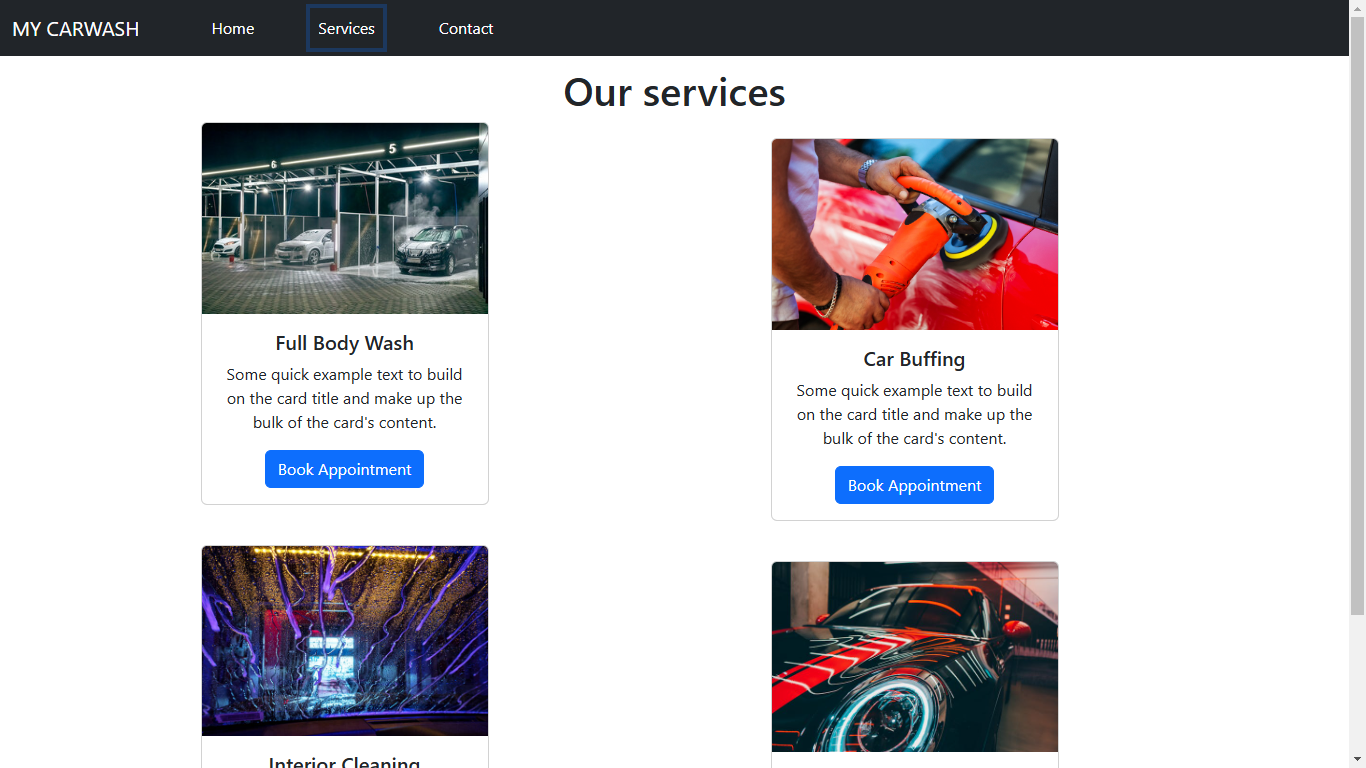 MY CARWASH Home Services Contact
Our services
6 5
Full Body Wash
Some quick example text to build
on the card title and make up the
bulk of the card's content.
Book Appointment
Car Buffing
Some quick example text to build
on the card title and make up the
bulk of the card's content.
Book Appointment
Interior Cleaning